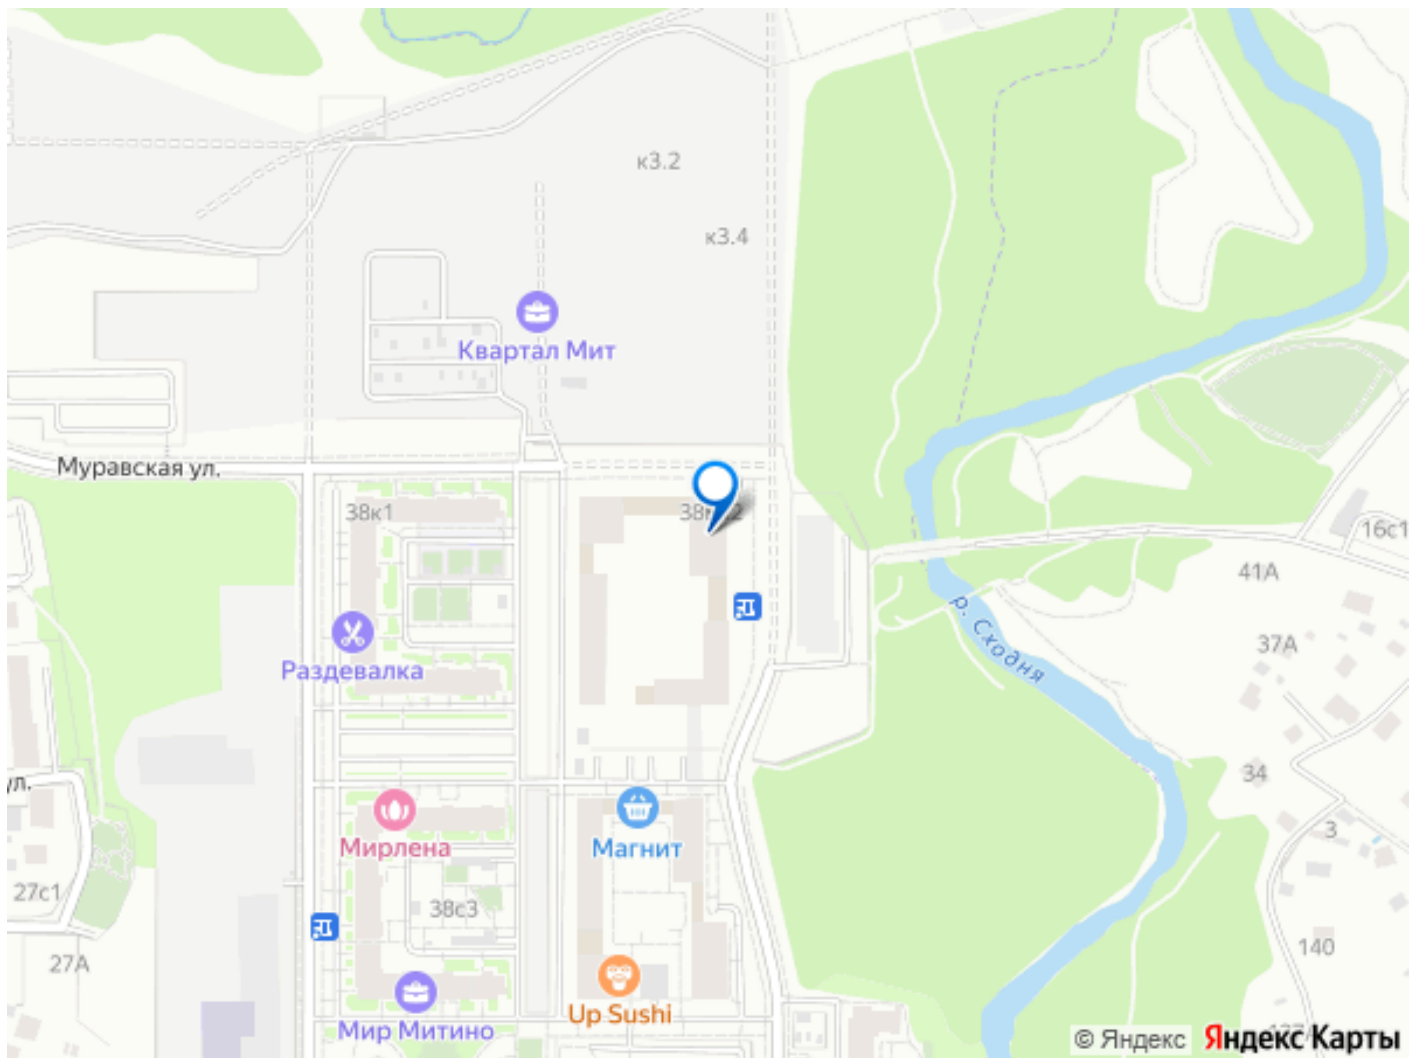 к3.2
к3.4
Квартал Мит
Муравская ул.
38к1
16с1
41А
р. Сходня
37А
Раздевалка
34
ул.
3
Мирлена
Магнит
27с1
38с3
140
27А
Up Sushi
Мир Митино
© Яндекс
Яндекс Карты